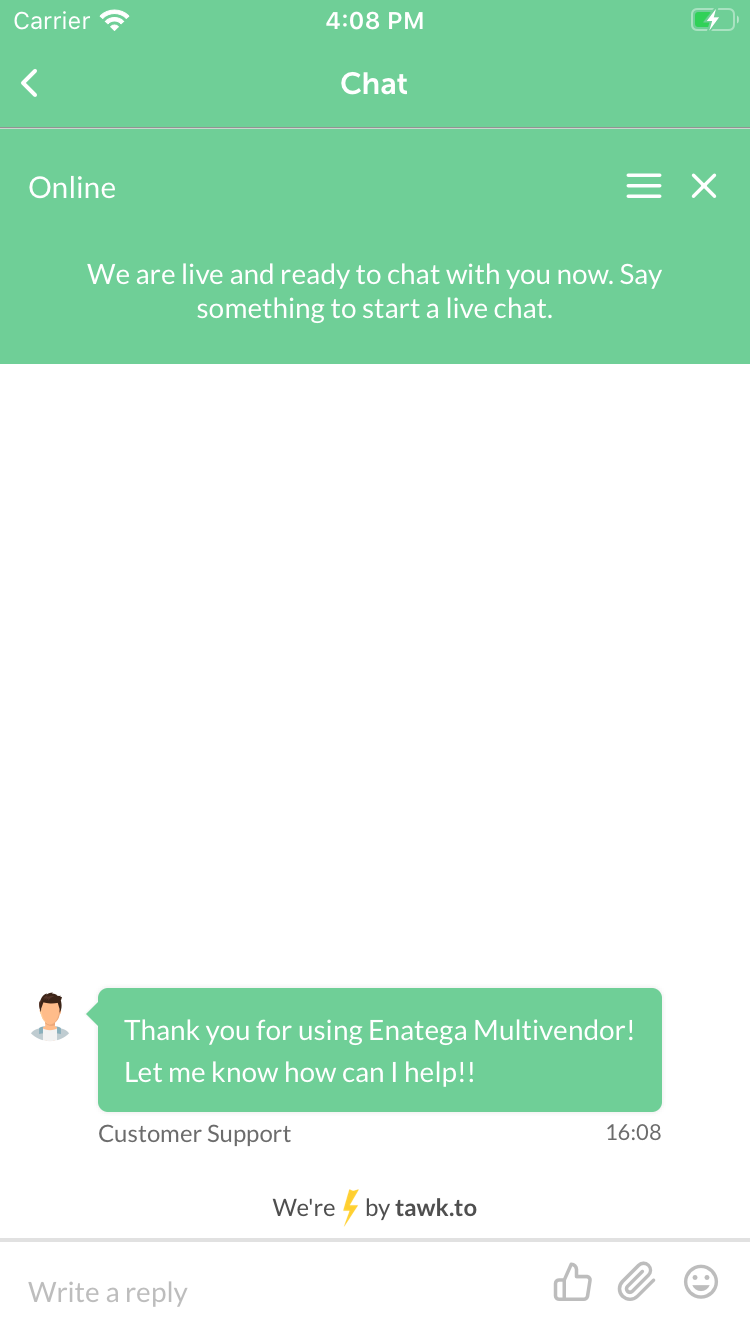 Carrier 4:08 PM
Chat
Online
We are live and ready to chat with you now. Say
something to start a live chat.
Thank you for using Enatega Multivendor!
Let me know how can I help!!
Customer Support 16:08
We're by tawk.to
Write a reply